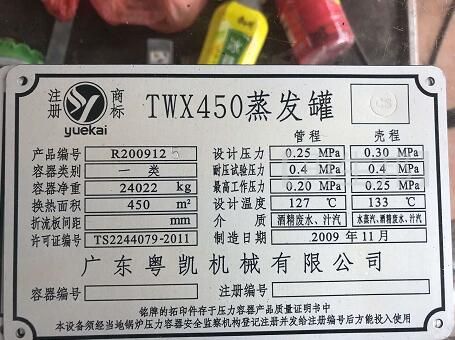 注册 商标
yuekai
TWX450蒸发罐
CS
管程 壳程
产品编号 R200912 5 设计压力 0.25 MPa 0.30 MPa
容器类别 一 类 耐压试验压力 0.4 MPa 0.4 MPa
容器净重 24022 kg 最高工作压力 0.20 MPa 0.25 MPa
换热面积 450 m² 设计温度 127 ℃ 133 ℃
折流板间距 mm 介 质 酒精废水、汁汽 水蒸汽、酒精废水、汁汽
许可证编号 TS2244079-2011 制造日期 2009 年 11 月
广东粤凯机械有限公司
容器编号 注册编号
铭牌的拓印件存于压力容器产品质量证明书中
本设备须经当地锅炉压力容器安全监察机构登记注册并发给注册编号后方能投入使用